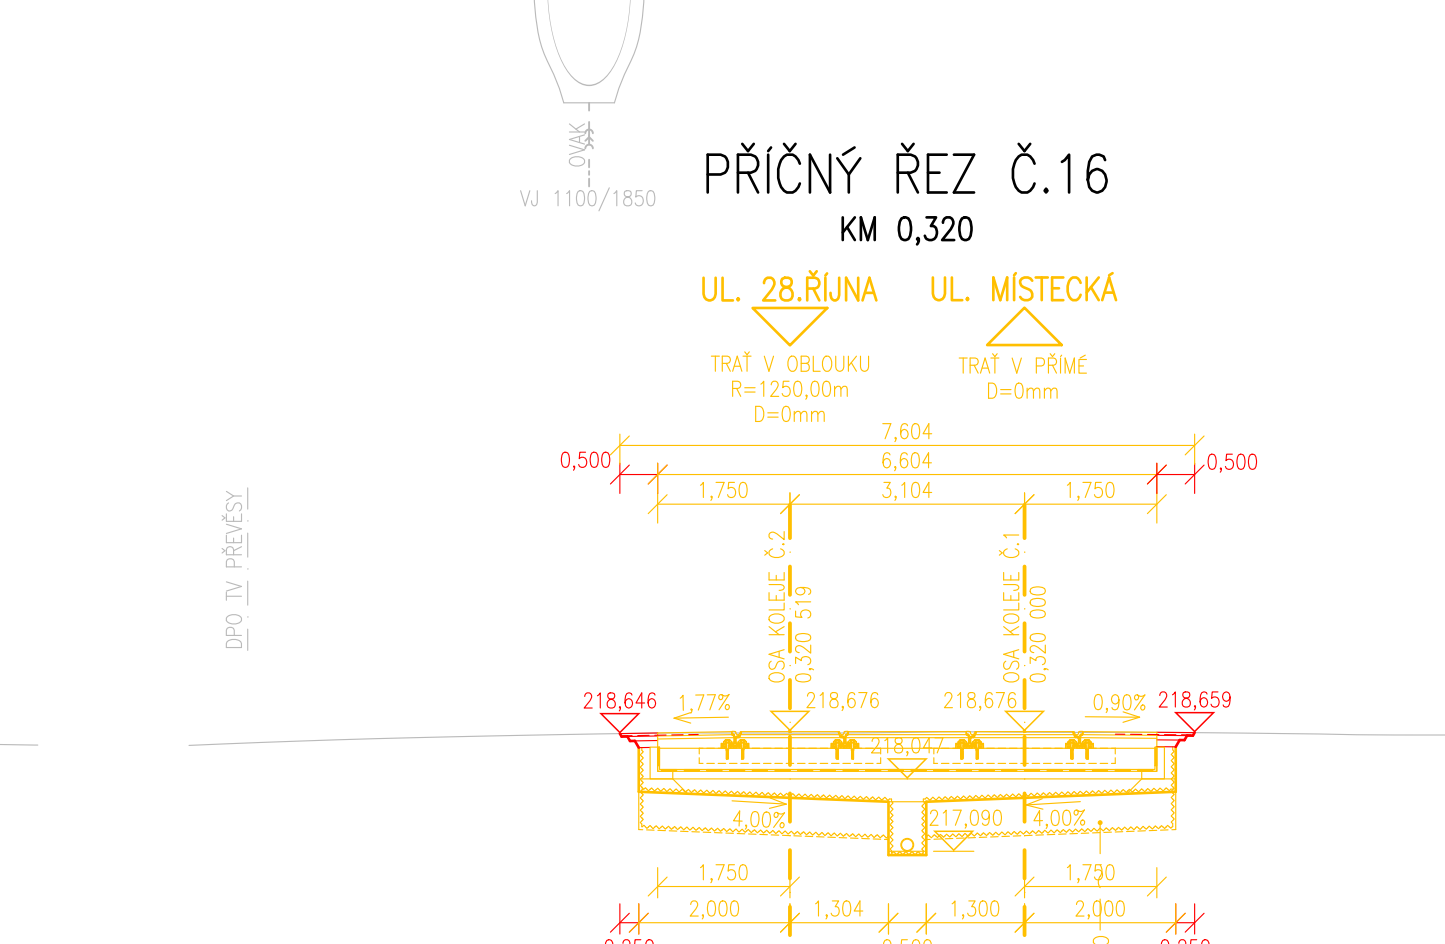 OVAK
VJ 1100/1850
PŘÍČNÝ ŘEZ Č.16
KM 0,320
UL. 28.ŘÍJNA
UL. MÍSTECKÁ
TRAŤ V OBLOUKU
R=1250,00m
D=0mm
TRAŤ V PŘÍMÉ
D=0mm
7,604
0,500
6,604
0,500
1,750
3,104
1,750
DPO TV PŘEVĚSY
OSA KOLEJE Č.2
0,320 519
OSA KOLEJE Č.1
0,320 000
218,646
1,77%
218,676
218,676
0,90%
218,659
218,047
4,00%
217,090
4,00%
1,750
1,750
2,000
1,304
1,300
2,000